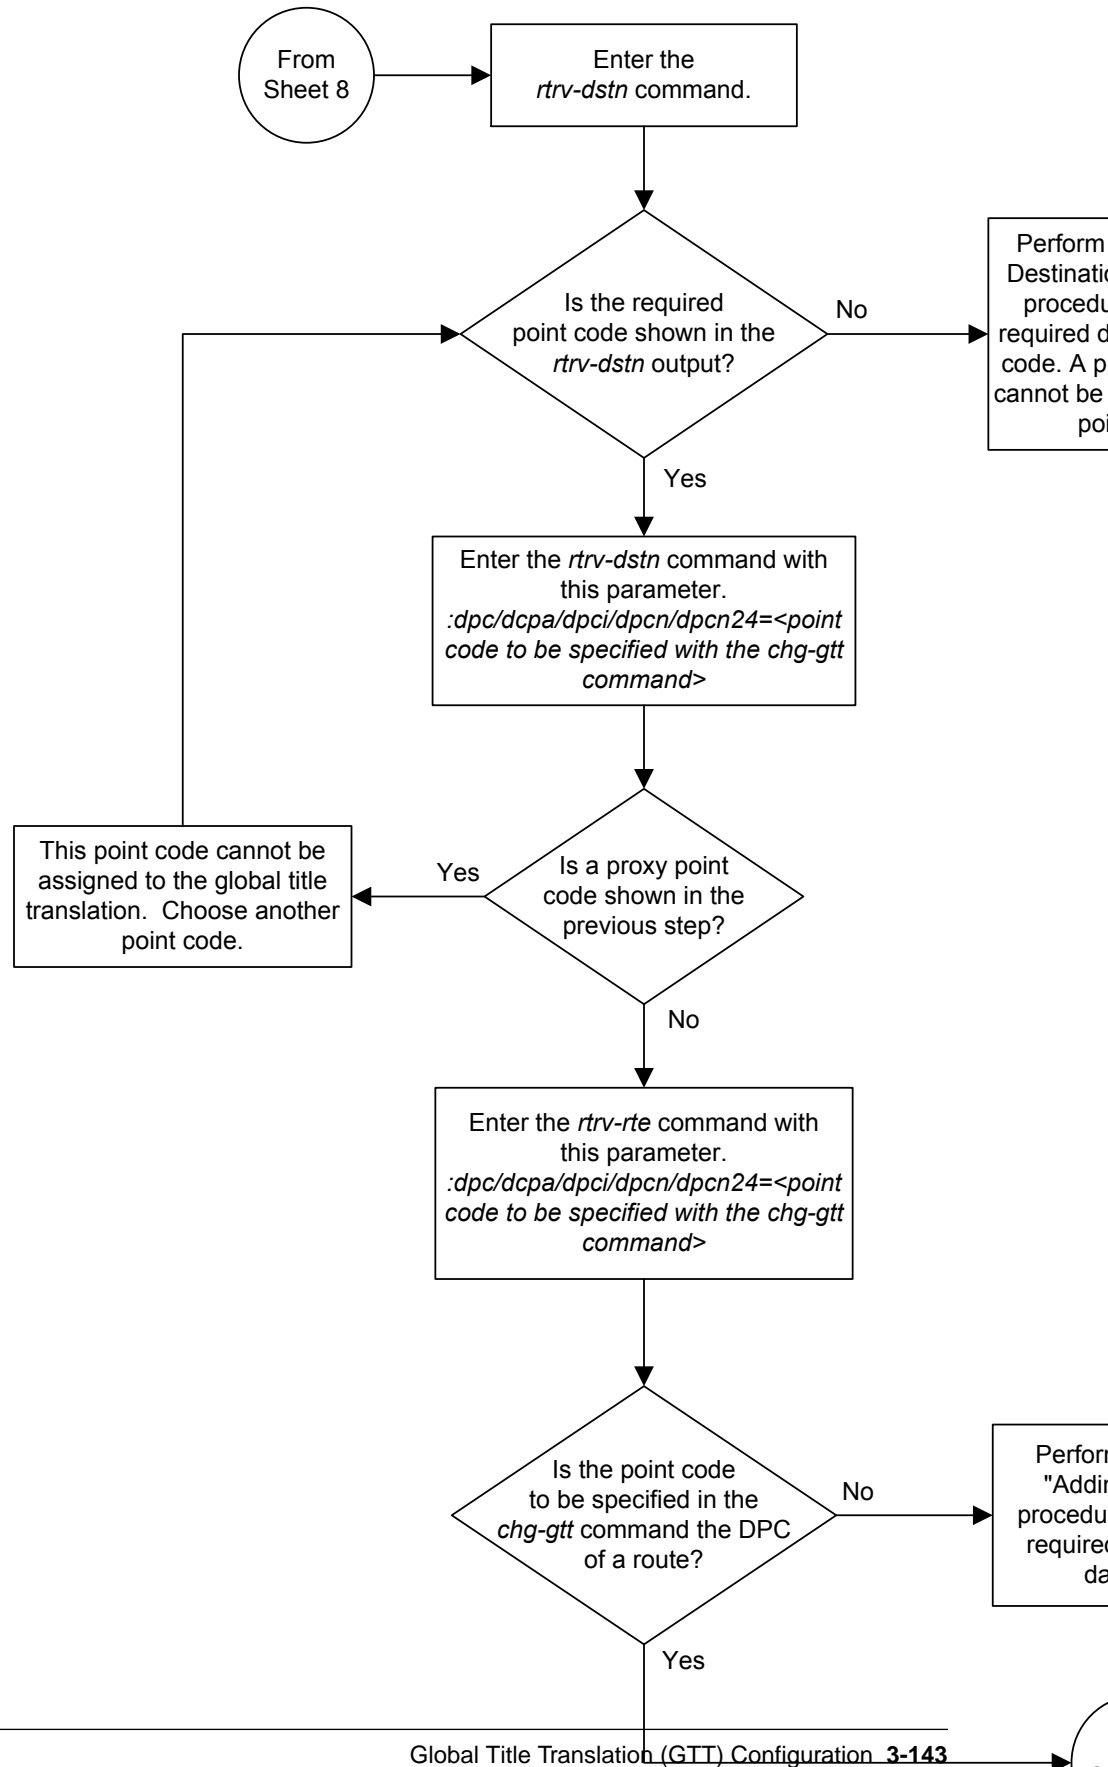 From
Sheet 8
Enter the
rtrv-dstn command.
Is the required
point code shown in the
rtrv-dstn output?
No
Perform
procedu
required d
code. A p
cannot be
Yes
Enter the rtrv-dstn command with
this parameter.
:dpc/dcpa/dpci/dpcn/dpcn24=<point
code to be specified with the chg-gtt
command>
Is a proxy point
code shown in the
previous step?
Yes
This point code cannot be
assigned to the global title
translation. Choose another
point code.
No
Enter the rtrv-rte command with
this parameter.
:dpc/dcpa/dpci/dpcn/dpcn24=<point
code to be specified with the chg-gtt
command>
Is the point code
to be specified in the
chg-gtt command the DPC
of a route?
No
procedu
Yes
Global Title Translation (GTT) Configuration 3-143